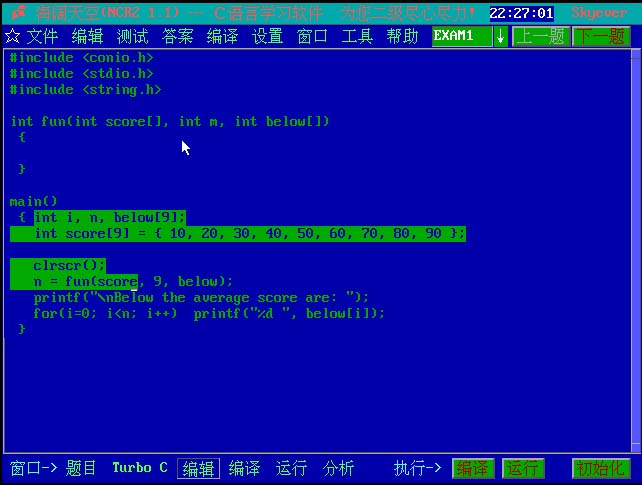 海阔天空(NCR2 1.1) -- C语言学习软件 为您二级尽心尽力! 22:27:01 Skyever
☆ 文件 编辑 测试 答案 编译 设置 窗口 工具 帮助 EXAM1 ↓ 上一题 下一题
#include <conio.h>
#include <stdio.h>
#include <string.h>
int fun(int score[], int m, int below[])
{
}
main()
{ int i, n, below[9];
int score[9] = { 10, 20, 30, 40, 50, 60, 70, 80, 90 };
clrscr();
n = fun(score, 9, below);
printf("\nBelow the average score are: ");
for(i=0; i<n; i++)  printf("%d ", below[i]);
}
窗口-> 题目 Turbo C 编辑 编译 运行 分析 执行-> 编译 运行 初始化